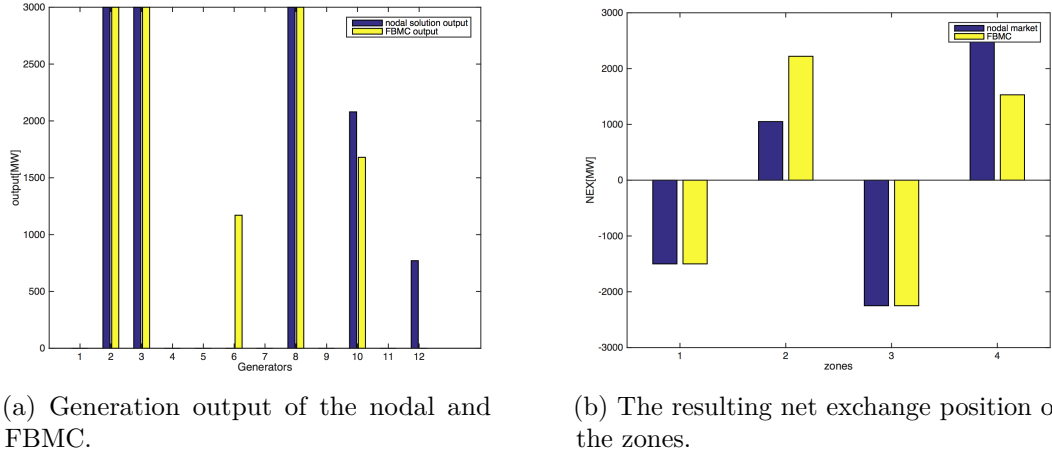 3000
2500
2000
1500
1000
500
0
output[MW]
nodal solution output
FBMC output
1 2 3 4 5 6 7 8 9 10 11 12
Generators
(a) Generation output of the nodal and
FBMC.
3000
2000
1000
0
-1000
-2000
-3000
NEX[MW]
nodal market
FBMC
1 2 3 4
zones
(b) The resulting net exchange position o
the zones.